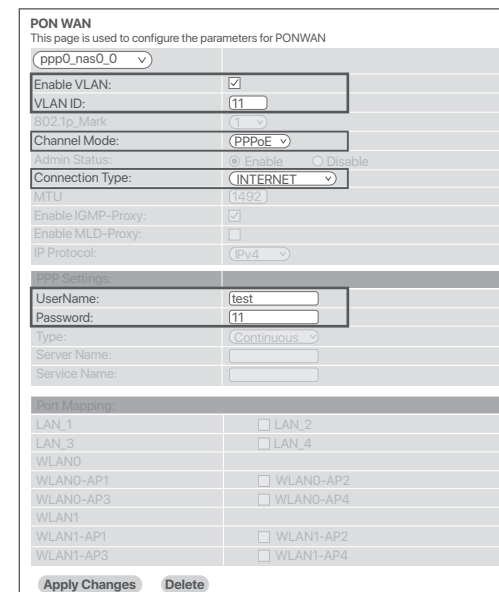 PON WAN
This page is used to configure the parameters for PONWAN
ppp0_nas0_0
Enable VLAN:
VLAN ID: 11
802.1p_Mark 1
Channel Mode: PPPoE
Admin Status: Enable Disable
Connection Type: INTERNET
MTU 1492
Enable IGMP-Proxy:
Enable MLD-Proxy:
IP Protocol: IPv4
PPP Settings:
UserName: test
Password: 11
Type: Continuous
Server Name:
Service Name:
Port Mapping:
LAN_1 LAN_2
LAN_3 LAN_4
WLAN0
WLAN0-AP1 WLAN0-AP2
WLAN0-AP3 WLAN0-AP4
WLAN1
WLAN1-AP1 WLAN1-AP2
WLAN1-AP3 WLAN1-AP4
Apply Changes Delete